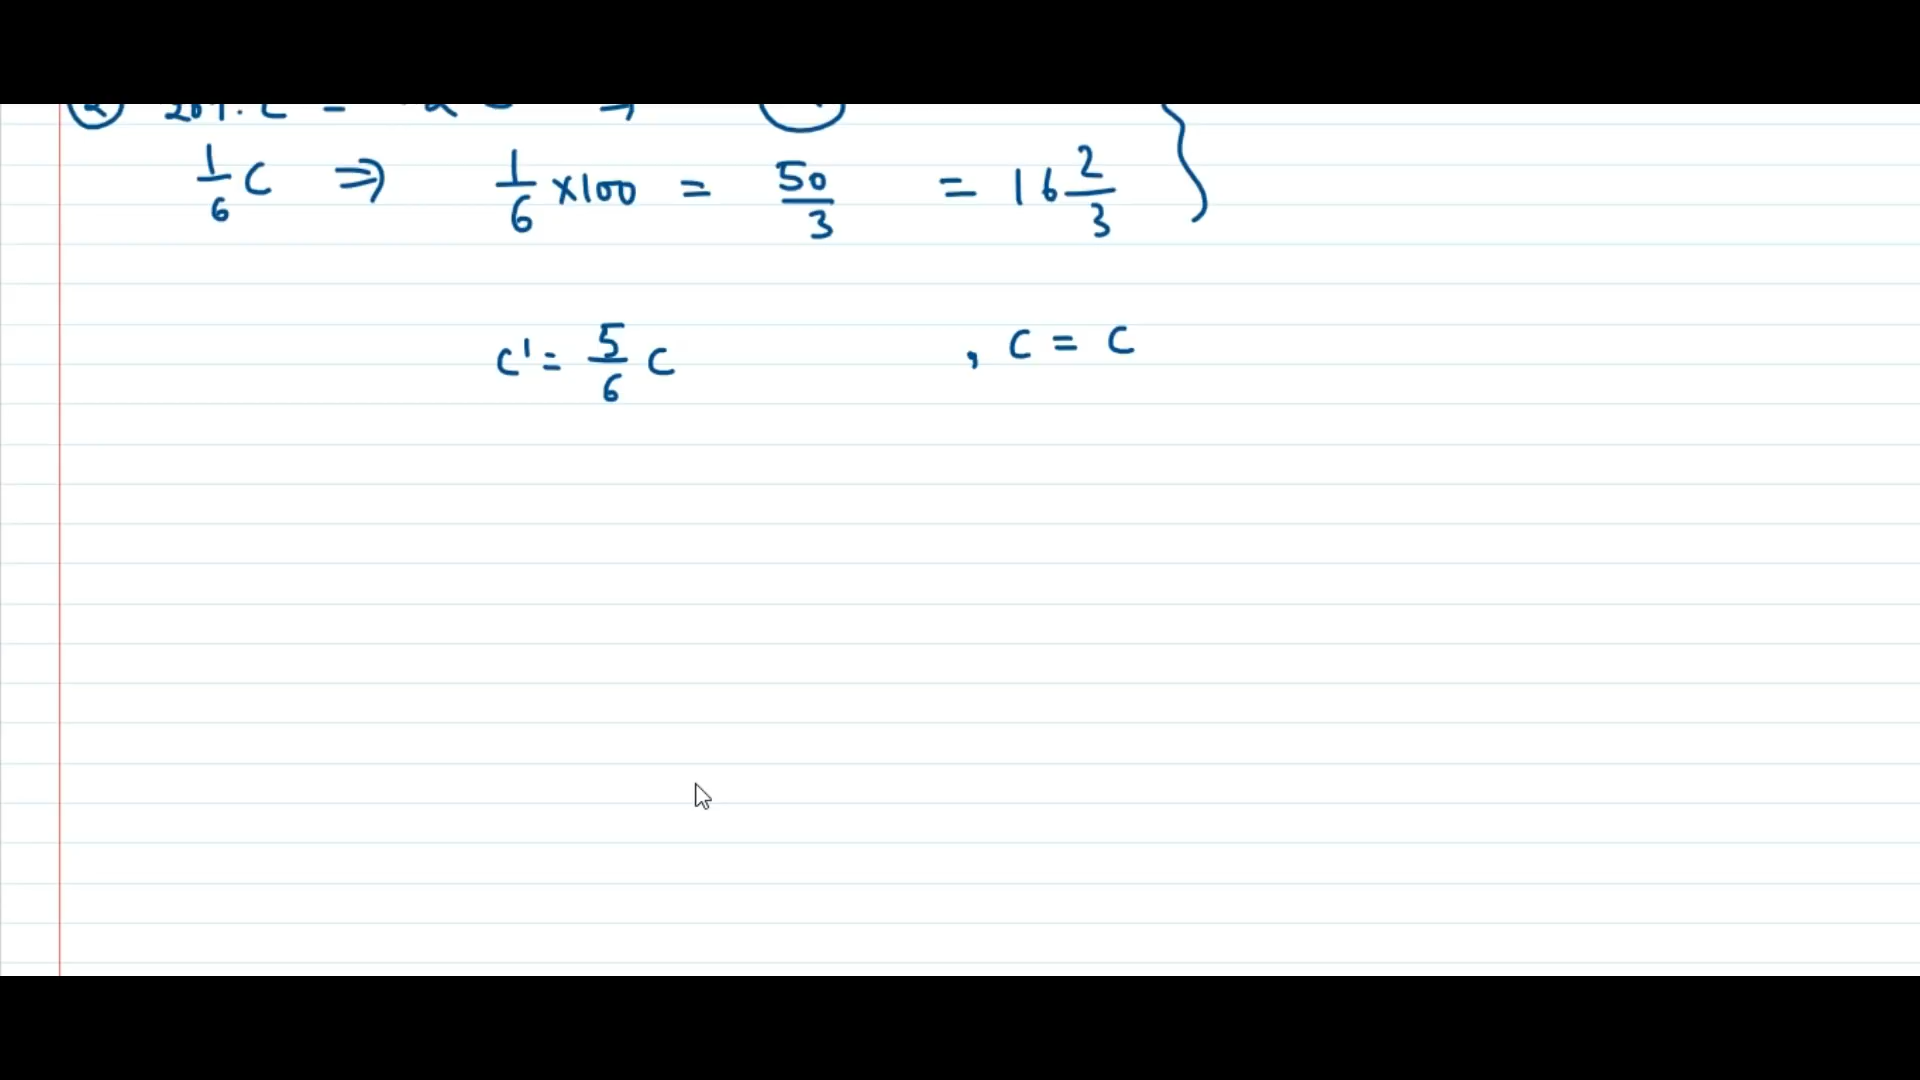 1/6 C ⇒ 1/6 ×100 = 50/3 = 16 2/3 }
C' = 5/6 C , C = C